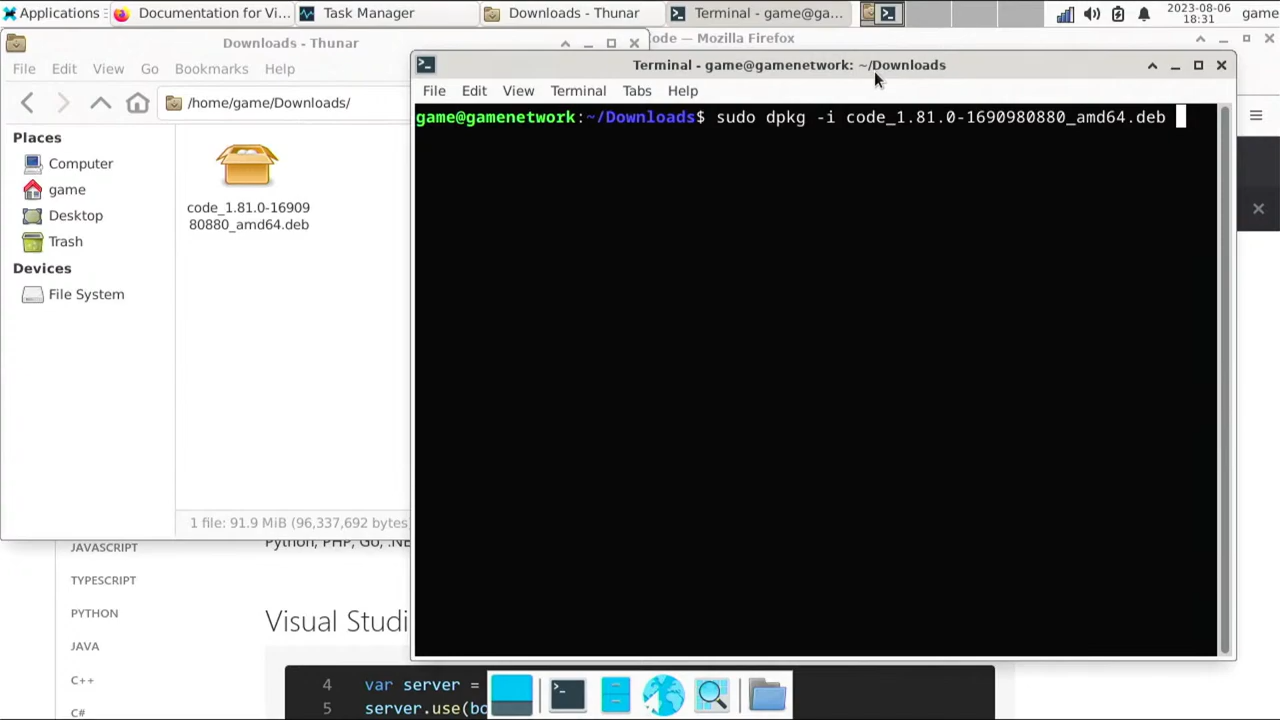 Applications
Documentation for Vi...
Task Manager
Downloads - Thunar
Terminal - game@ga...
2023-08-06
18:31
game
Downloads - Thunar
ode — Mozilla Firefox
File Edit View Go Bookmarks Help
/home/game/Downloads/
Places
Computer
game
Desktop
Trash
Devices
File System
code_1.81.0-16909
80880_amd64.deb
1 file: 91.9 MiB (96,337,692 bytes
Terminal - game@gamenetwork: ~/Downloads
File Edit View Terminal Tabs Help
game@gamenetwork:~/Downloads$ sudo dpkg -i code_1.81.0-1690980880_amd64.deb
JAVASCRIPT
TYPESCRIPT
PYTHON
JAVA
C++
C#
Python, PHP, Go, .NE
Visual Studi
4 var server =
5 server.use(bo